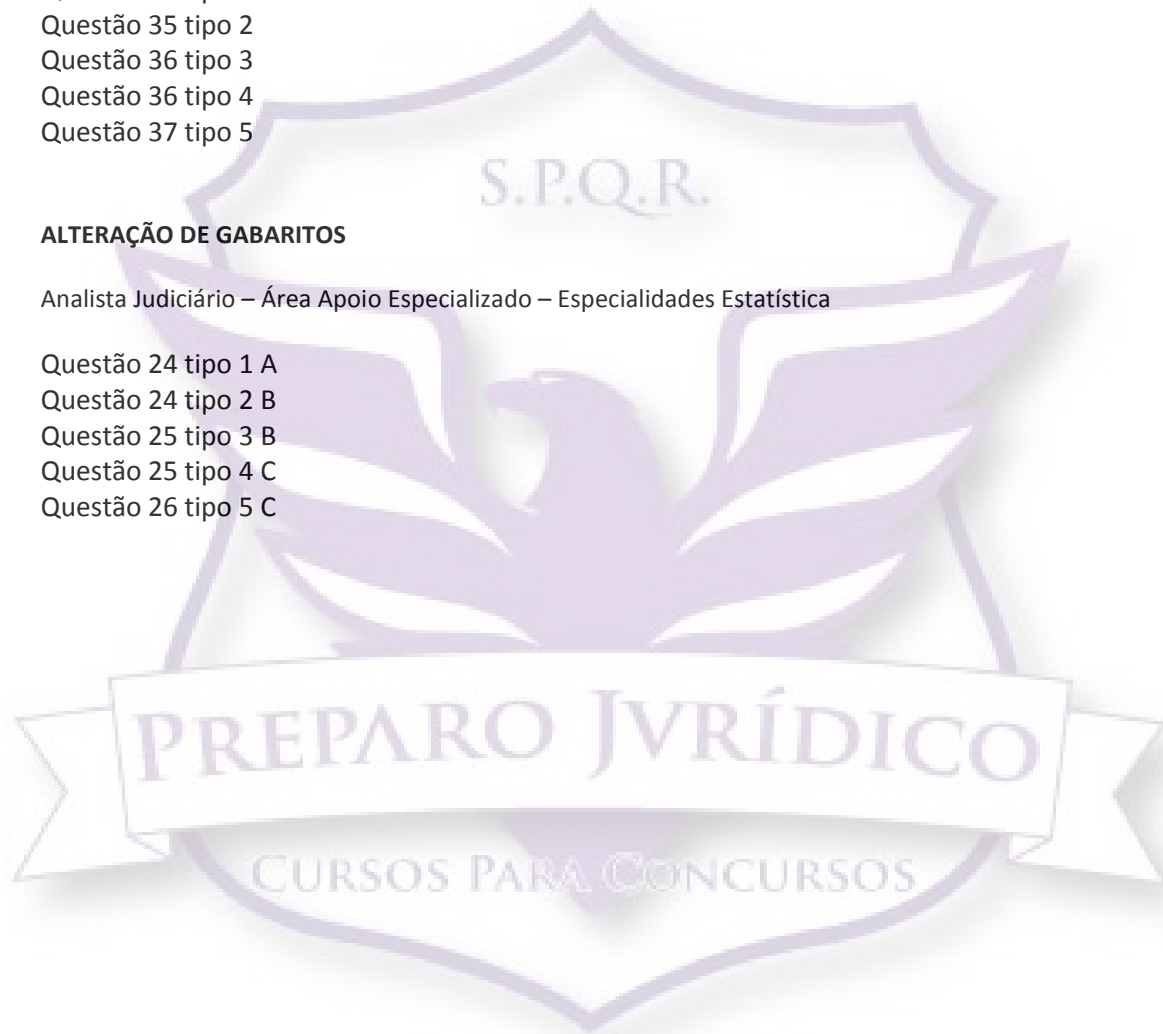 Questão 35 tipo 2
Questão 36 tipo 3
Questão 36 tipo 4
Questão 37 tipo 5
S.P.Q.R.
ALTERAÇÃO DE GABARITOS
Analista Judiciário – Área Apoio Especializado – Especialidades Estatística
Questão 24 tipo 1 A
Questão 24 tipo 2 B
Questão 25 tipo 3 B
Questão 25 tipo 4 C
Questão 26 tipo 5 C
PREPARO JVRÍDICO
CURSOS PARA CONCURSOS